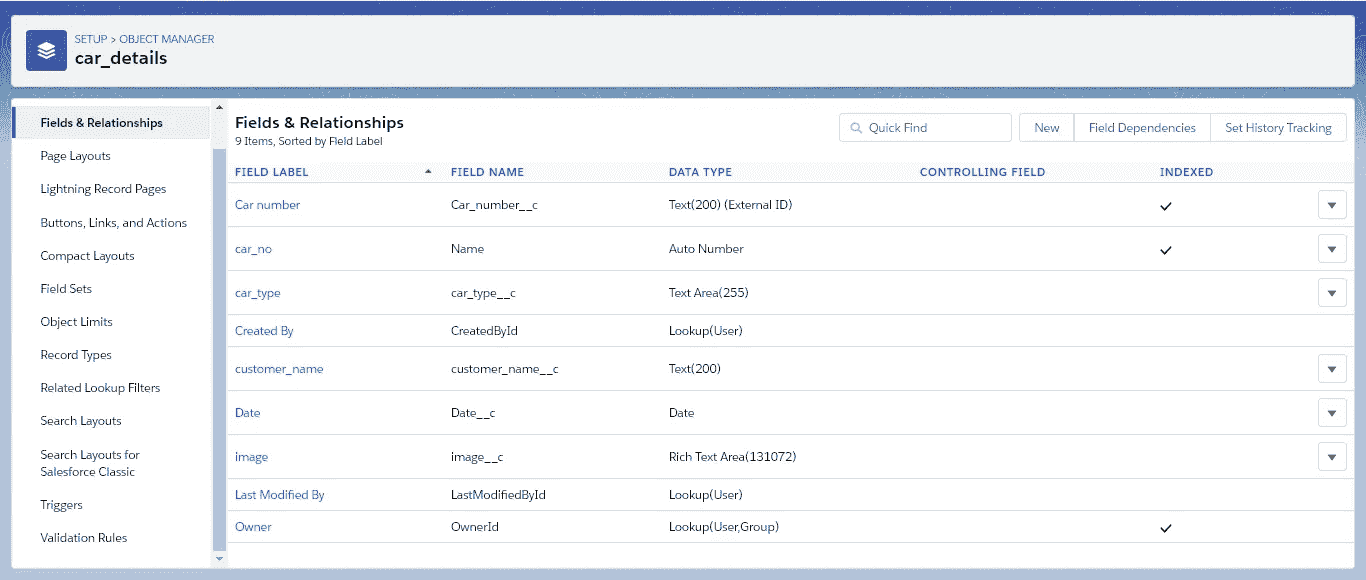 SETUP > OBJECT MANAGER
car_details
Fields & Relationships
Page Layouts
Lightning Record Pages
Buttons, Links, and Actions
Compact Layouts
Field Sets
Object Limits
Record Types
Related Lookup Filters
Search Layouts
Search Layouts for
Salesforce Classic
Triggers
Validation Rules
Fields & Relationships
9 Items, Sorted by Field Label
Quick Find
New
Field Dependencies
Set History Tracking
FIELD LABEL FIELD NAME DATA TYPE CONTROLLING FIELD INDEXED
Car number Car_number__c Text(200) (External ID)
car_no Name Auto Number
car_type car_type__c Text Area(255)
Created By CreatedById Lookup(User)
customer_name customer_name__c Text(200)
Date Date__c Date
image image__c Rich Text Area(131072)
Last Modified By LastModifiedById Lookup(User)
Owner OwnerId Lookup(User,Group)